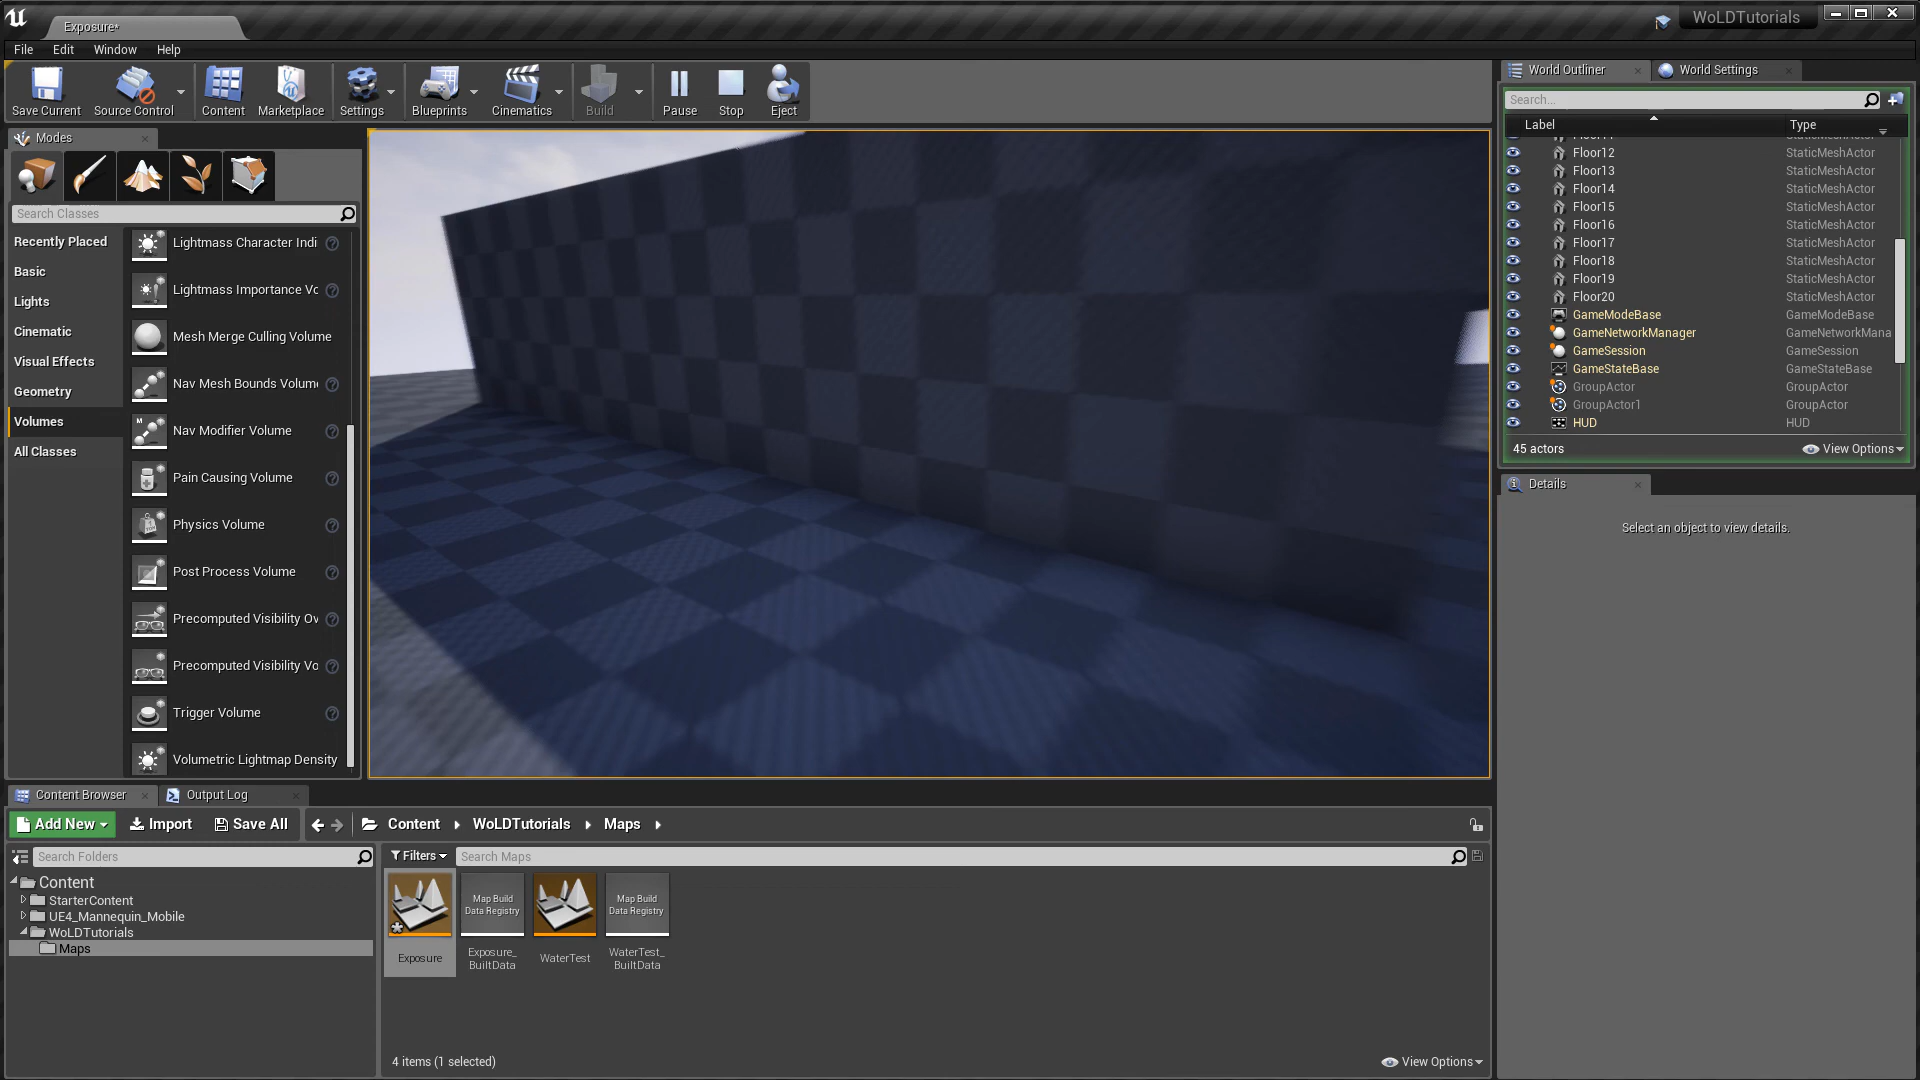 Exposure*
WoLDTutorials
File Edit Window Help
Save Current Source Control Content Marketplace Settings Blueprints Cinematics Build Pause Stop Eject
Modes
Search Classes
Recently Placed
Basic
Lights
Cinematic
Visual Effects
Geometry
Volumes
All Classes
Lightmass Character Indi
Lightmass Importance Vo
Mesh Merge Culling Volume
Nav Mesh Bounds Volume
Nav Modifier Volume
Pain Causing Volume
Physics Volume
Post Process Volume
Precomputed Visibility Ov
Precomputed Visibility Vo
Trigger Volume
Volumetric Lightmap Density
World Outliner World Settings
Search...
Label Type
Floor12 StaticMeshActor
Floor13 StaticMeshActor
Floor14 StaticMeshActor
Floor15 StaticMeshActor
Floor16 StaticMeshActor
Floor17 StaticMeshActor
Floor18 StaticMeshActor
Floor19 StaticMeshActor
Floor20 StaticMeshActor
GameModeBase GameModeBase
GameNetworkManager GameNetworkMana
GameSession GameSession
GameStateBase GameStateBase
GroupActor GroupActor
GroupActor1 GroupActor
HUD HUD
45 actors View Options
Details
Select an object to view details.
Content Browser Output Log
Add New Import Save All Content WoLDTutorials Maps
Search Folders
Content
StarterContent
UE4_Mannequin_Mobile
WoLDTutorials
Maps
Filters Search Maps
Map Build
Data Registry
Map Build
Data Registry
Exposure
Exposure_
BuiltData
WaterTest
WaterTest_
BuiltData
4 items (1 selected) View Options